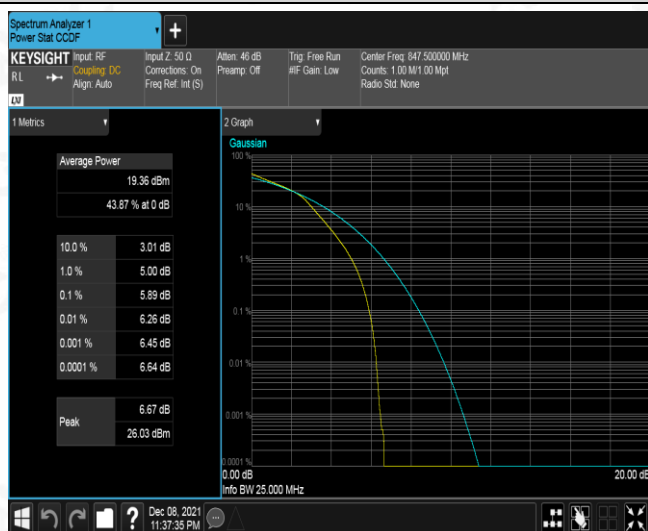 Spectrum Analyzer 1
Power Stat CCDF
+
KEYSIGHT
RL
LXI
Input: RF
Coupling: DC
Align: Auto
Input Z: 50 Ω
Corrections: On
Freq Ref: Int (S)
Atten: 46 dB
Preamp: Off
Trig: Free Run
#IF Gain: Low
Center Freq: 847.500000 MHz
Counts: 1.00 M/1.00 Mpt
Radio Std: None
1 Metrics
Average Power
19.36 dBm
43.87 % at 0 dB
10.0 % 3.01 dB
1.0 % 5.00 dB
0.1 % 5.89 dB
0.01 % 6.26 dB
0.001 % 6.45 dB
0.0001 % 6.64 dB
Peak
6.67 dB
26.03 dBm
2 Graph
Gaussian
100 %
10 %
1 %
0.1 %
0.01 %
0.001 %
0.0001 %
0.00 dB
20.00 dB
Info BW 25.000 MHz
?
Dec 08, 2021
11:37:35 PM